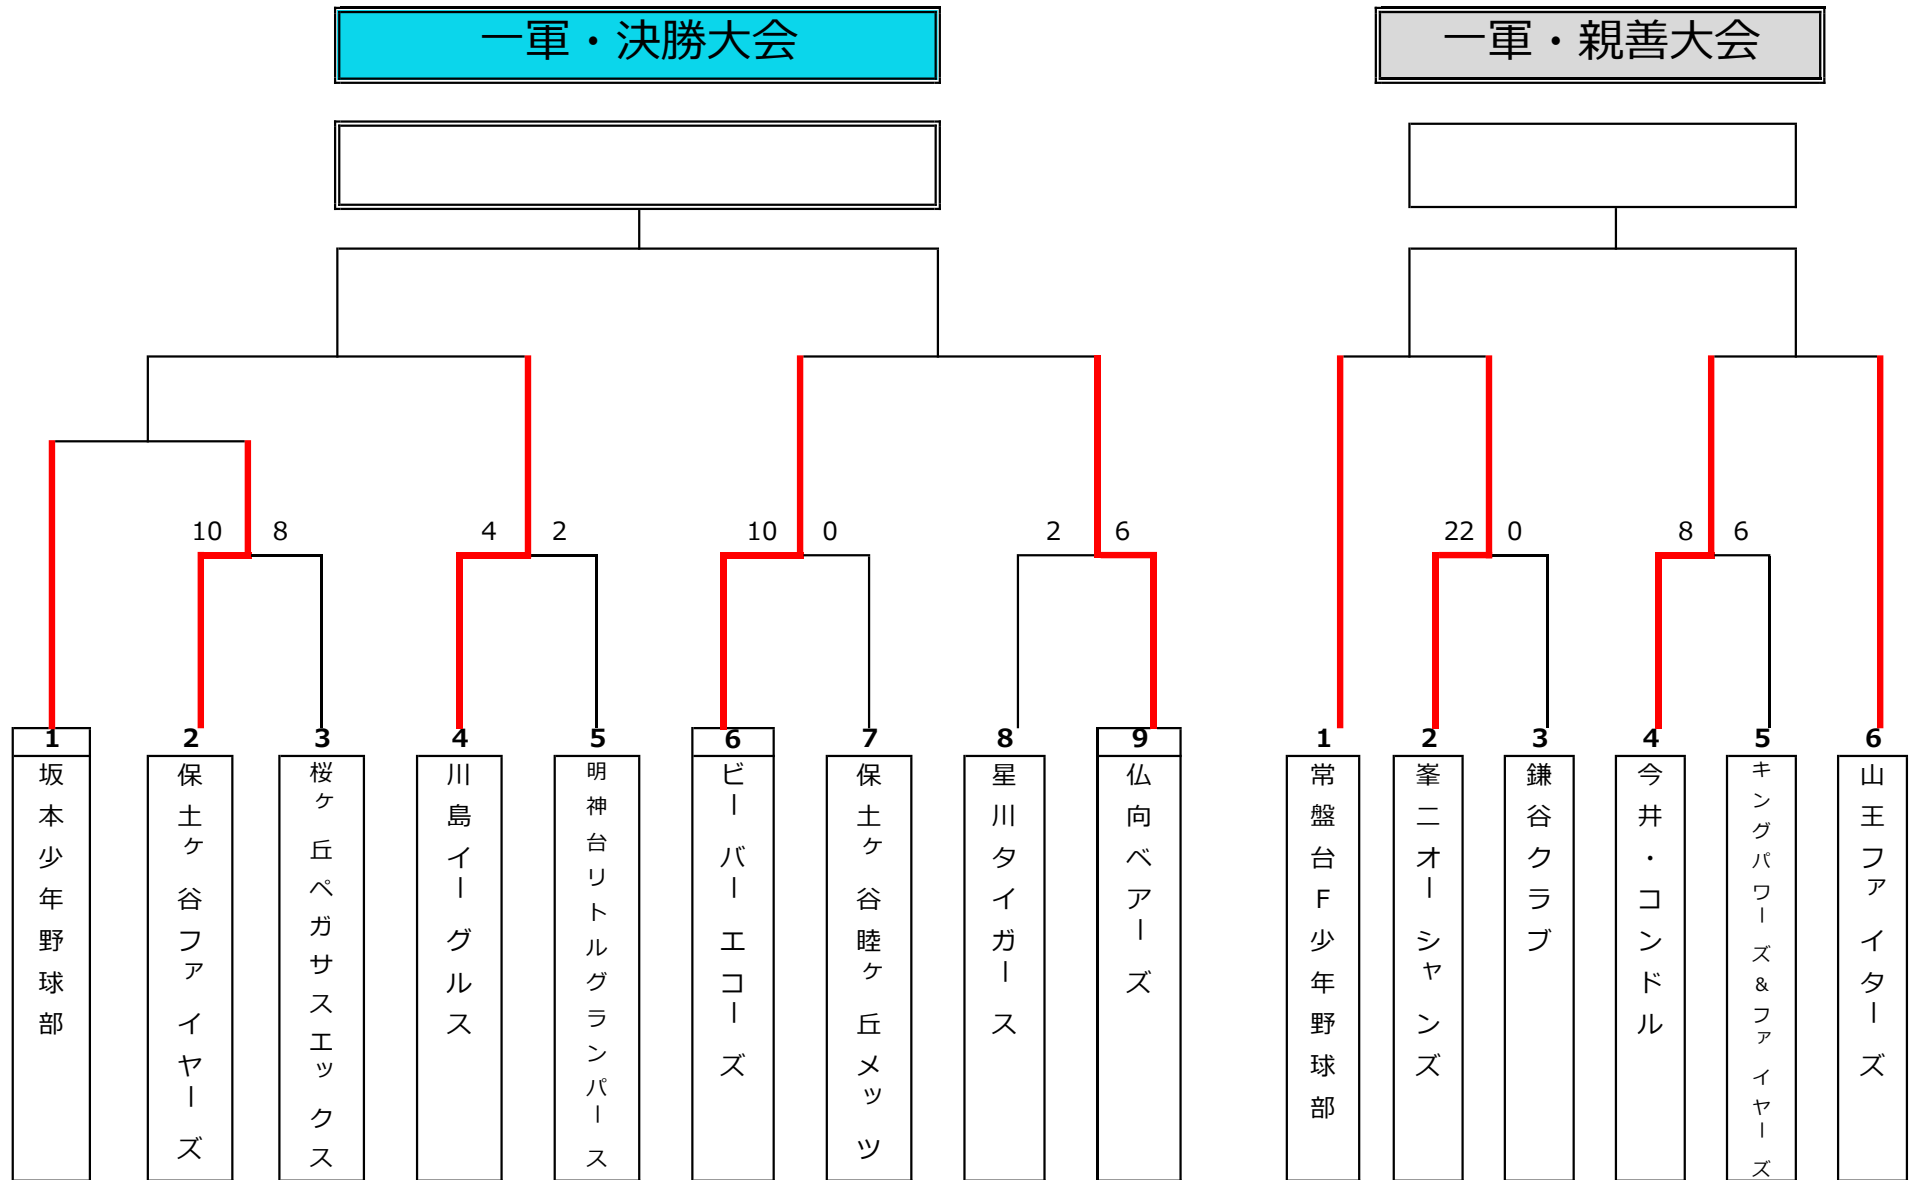 一軍・決勝大会
一軍・親善大会
10 8
4 2
10 0
2 6
22 0
8 6
1
坂本少年野球部
2
保土ヶ谷ファイヤーズ
3
桜ヶ丘ペガサスエックス
4
川島イーグルス
5
明神台リトルグランパース
6
ビーバーエコーズ
7
保土ヶ谷睦ヶ丘メッツ
8
星川タイガース
9
仏向ベアーズ
1
常盤台F少年野球部
2
峯二オーシャンズ
3
鎌谷クラブ
4
今井・コンドル
5
キングパワーズ&ファイヤーズ
6
山王ファイターズ